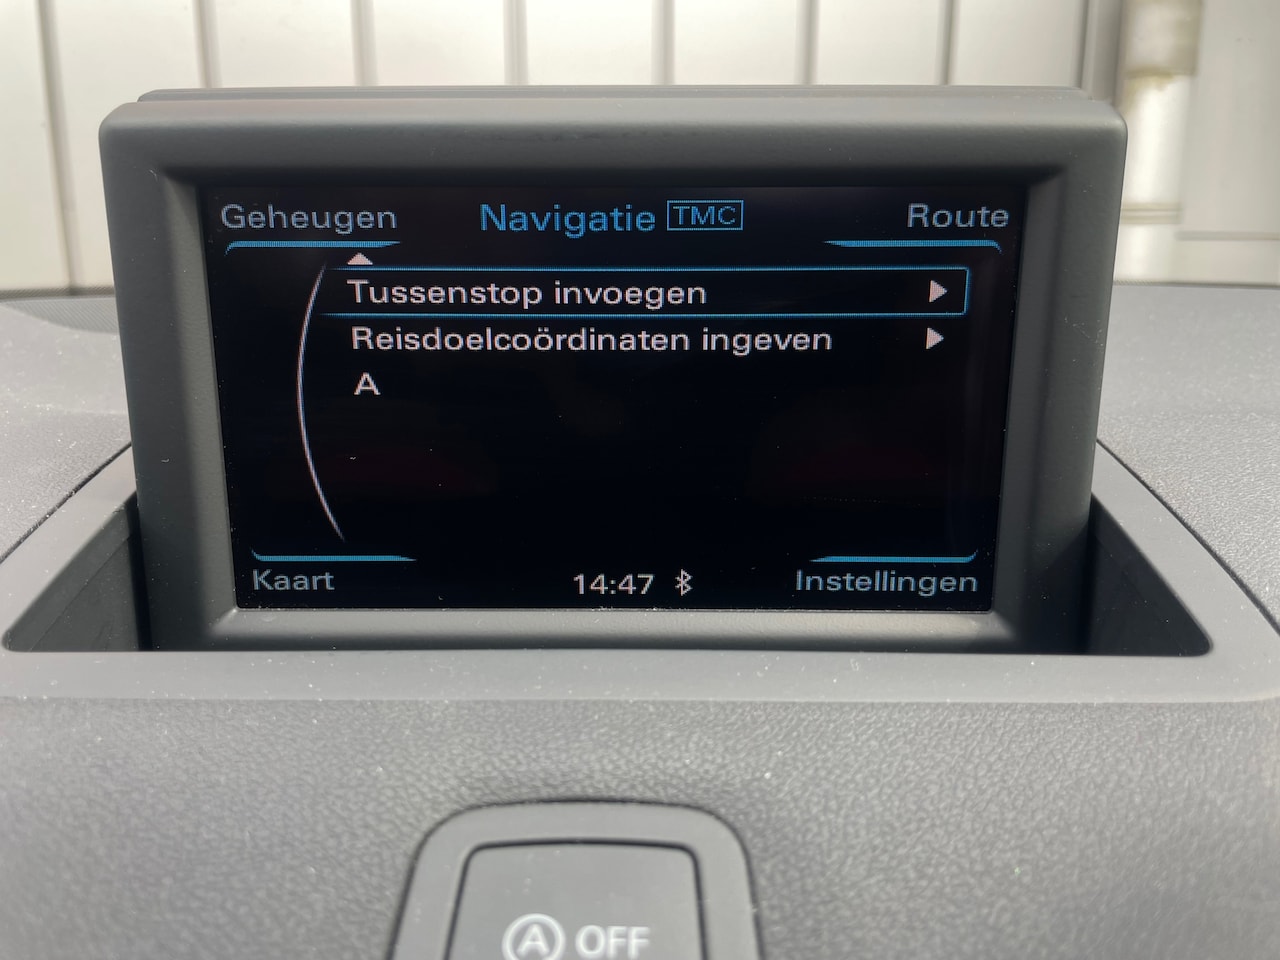 Geheugen Navigatie TMC Route
Tussenstop invoegen
Reisdoelcoördinaten ingeven
A
Kaart 14:47 Instellingen
A OFF